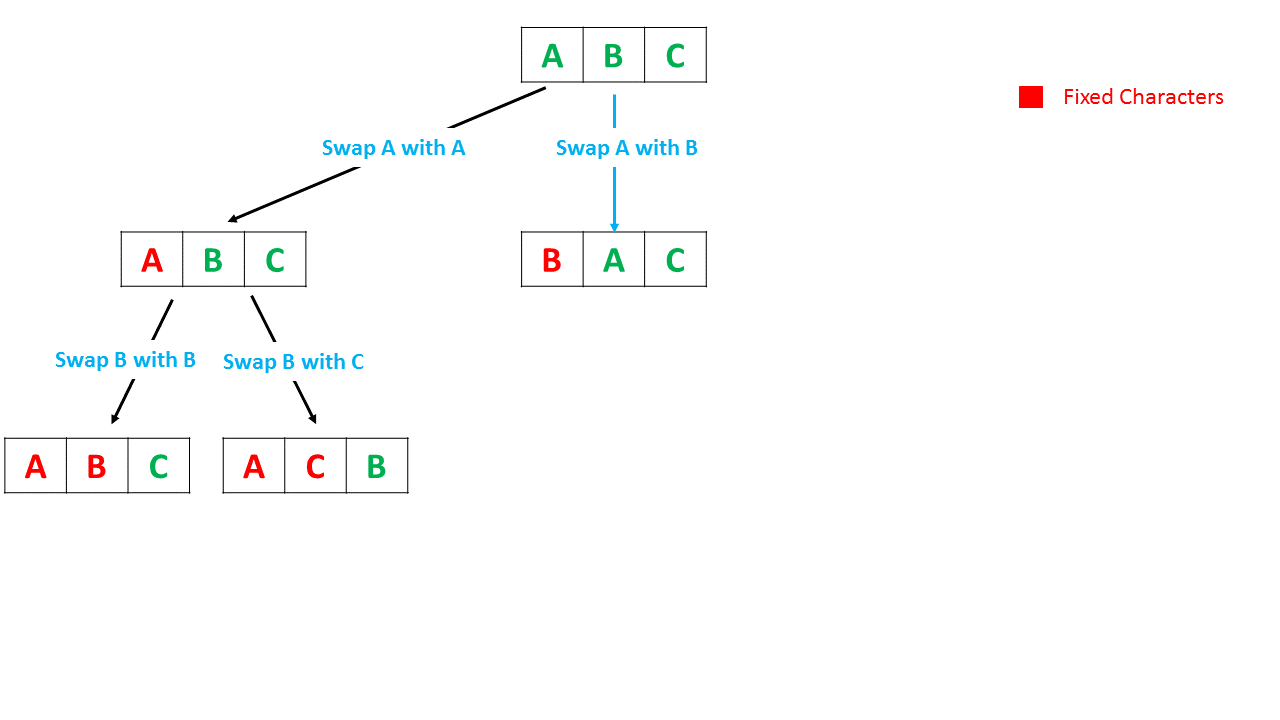 A B C
Fixed Characters
Swap A with A
Swap A with B
A B C
B A C
Swap B with B
Swap B with C
A B C
A C B